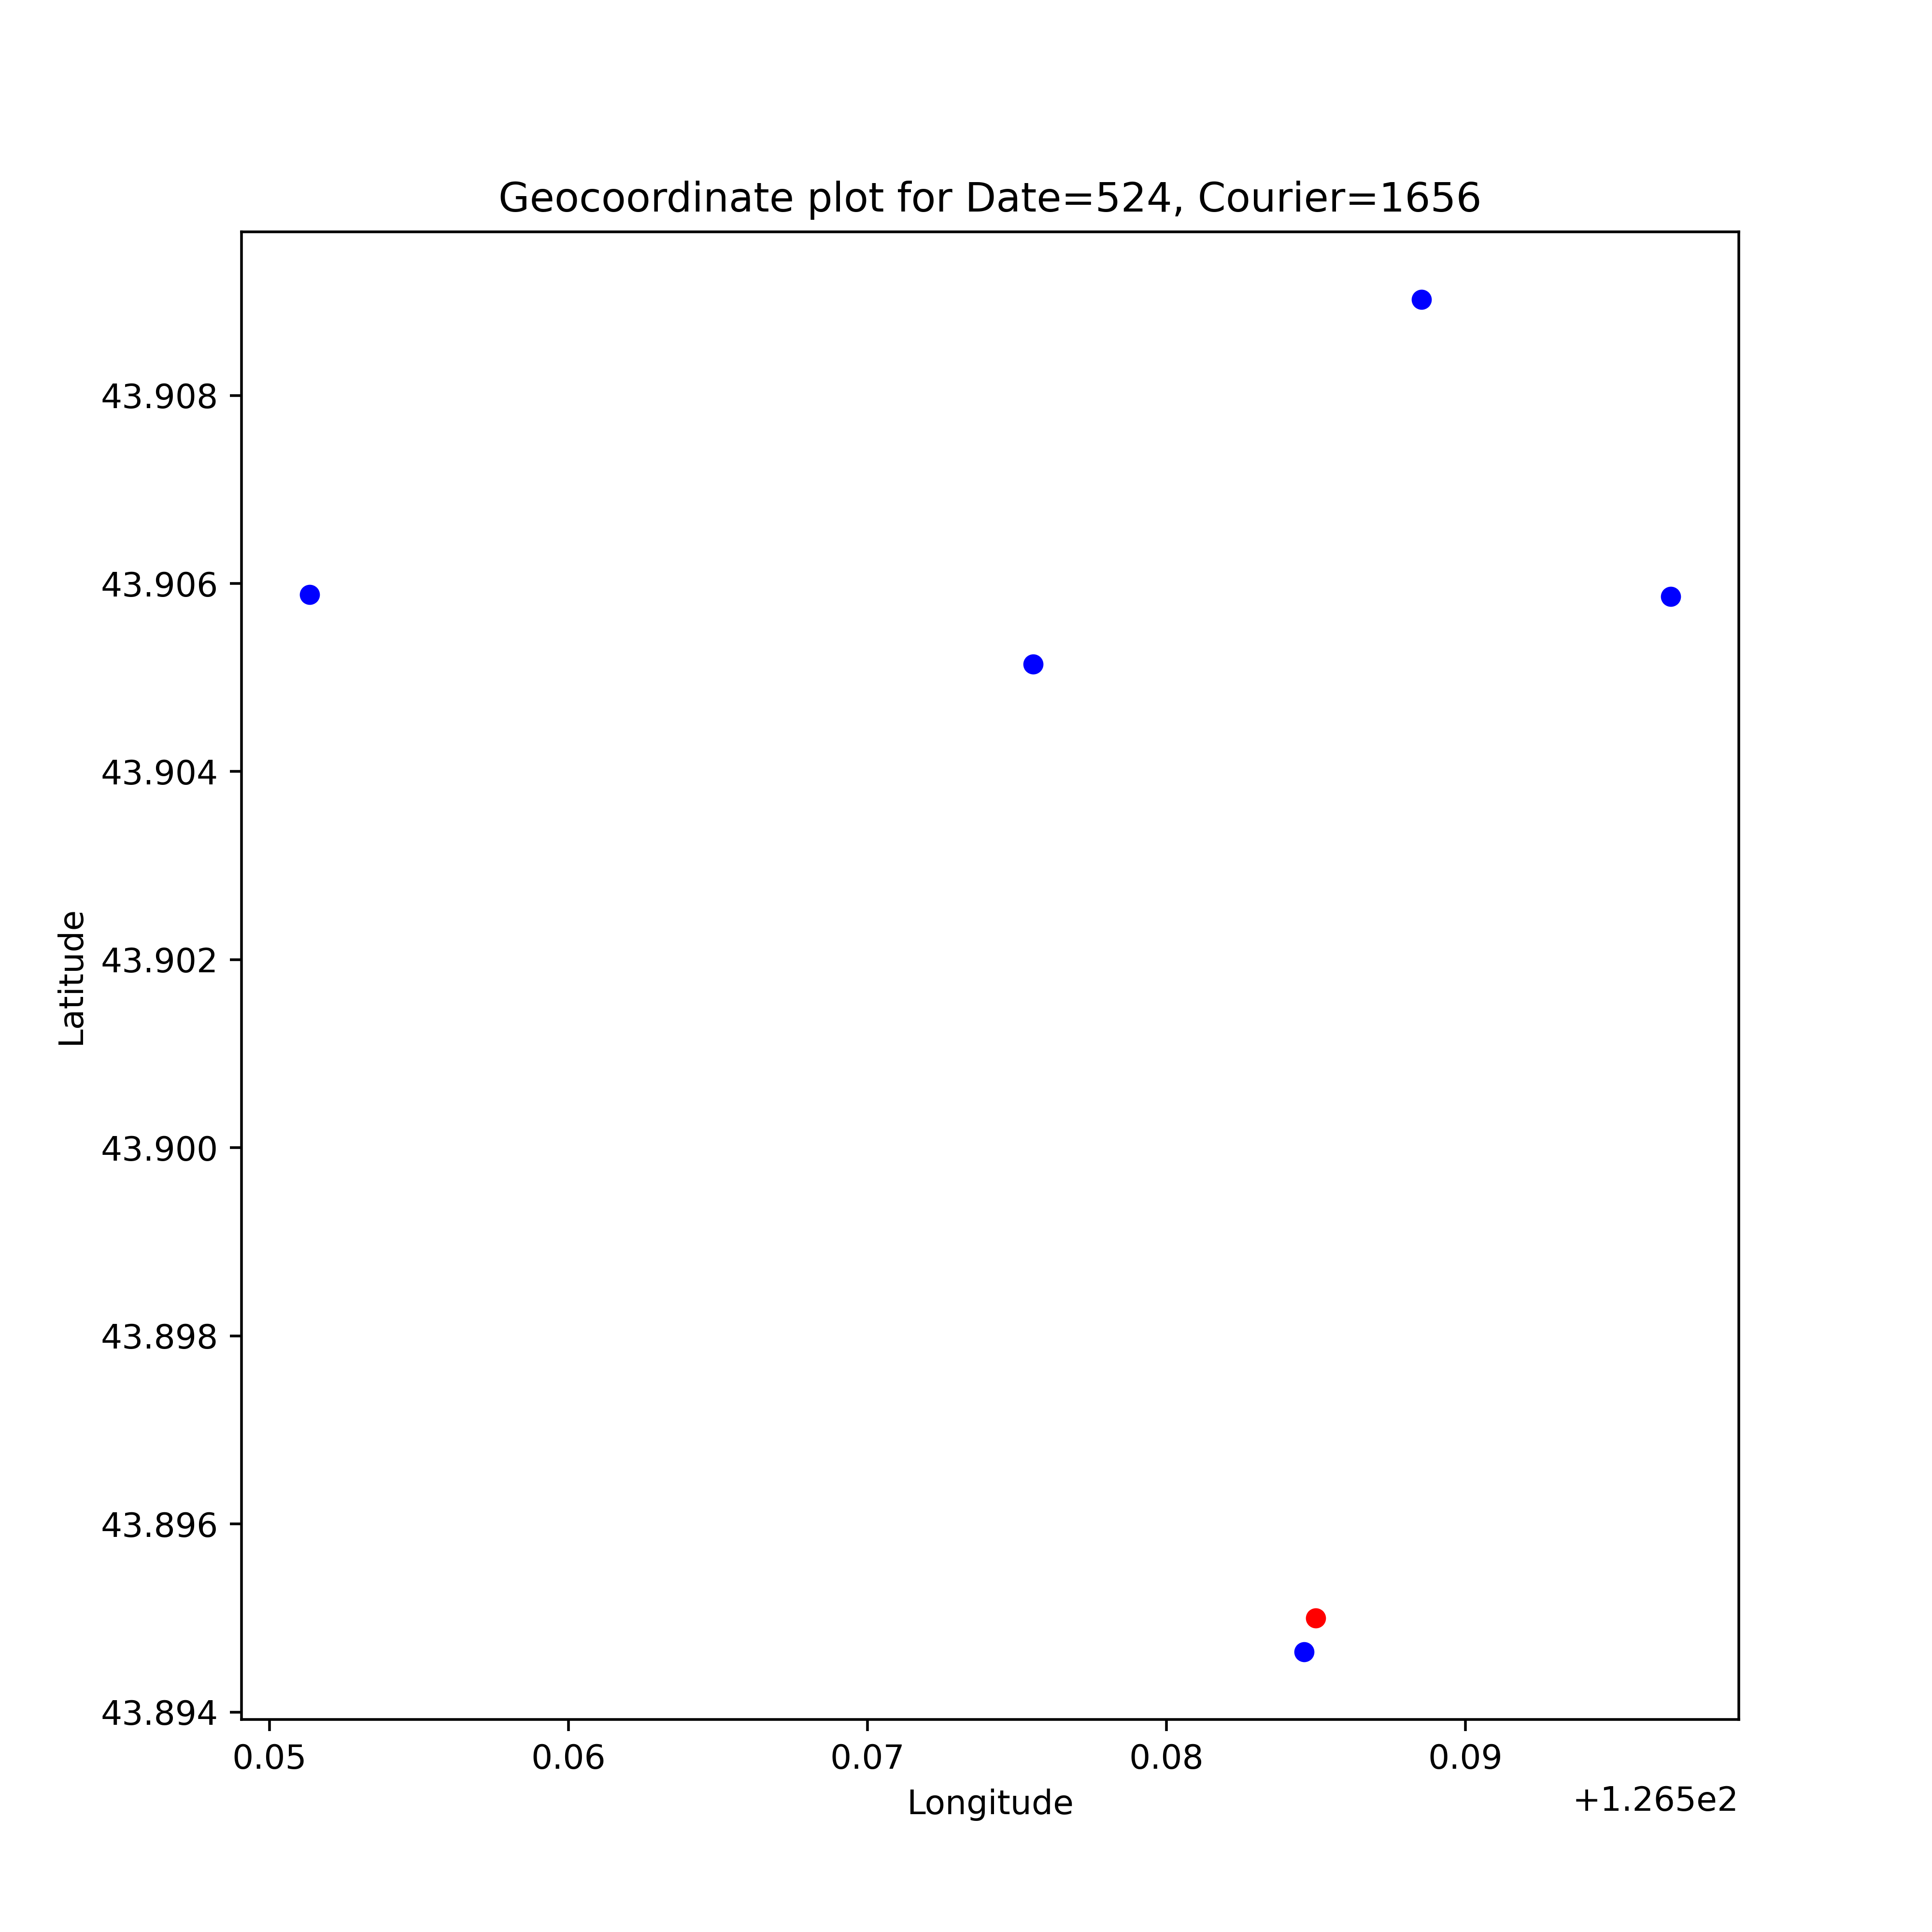 Geocoordinate plot for Date=524, Courier=1656
43.908
43.906
43.904
43.902
43.900
43.898
43.896
43.894
Latitude
0.05 0.06 0.07 0.08 0.09
+1.265e2
Longitude